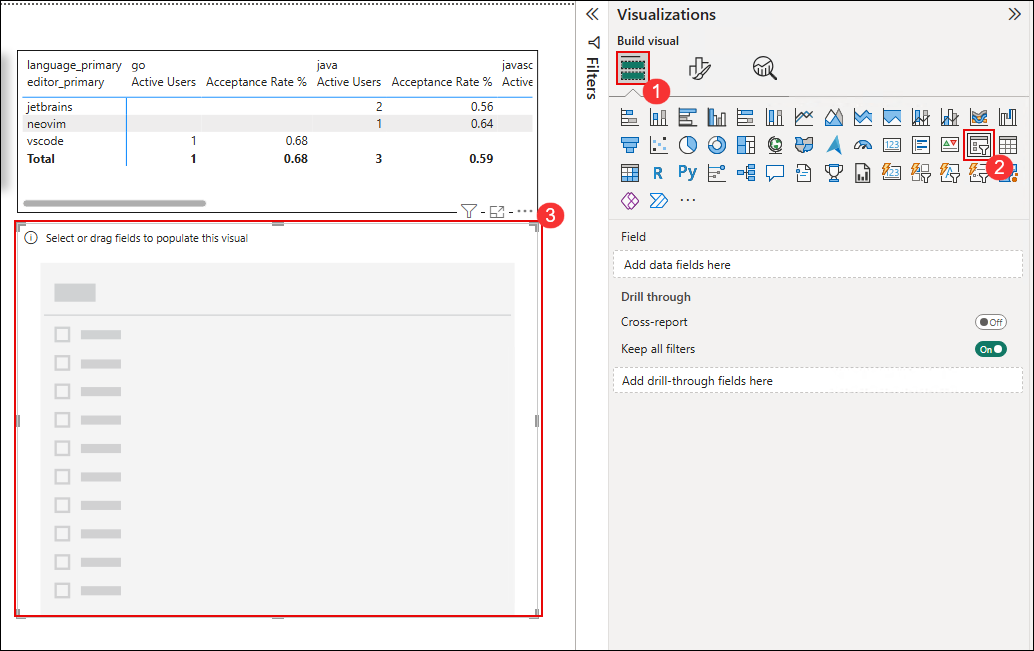 language_primary go java javasc
editor_primary Active Users Acceptance Rate % Active Users Acceptance Rate % Active
jetbrains 2 0.56
neovim 1 0.64
vscode 1 0.68
Total 1 0.68 3 0.59
3
Select or drag fields to populate this visual
Filters
Visualizations
Build visual
1
123
2
R Py 123
Field
Add data fields here
Drill through
Cross-report Off
Keep all filters On
Add drill-through fields here